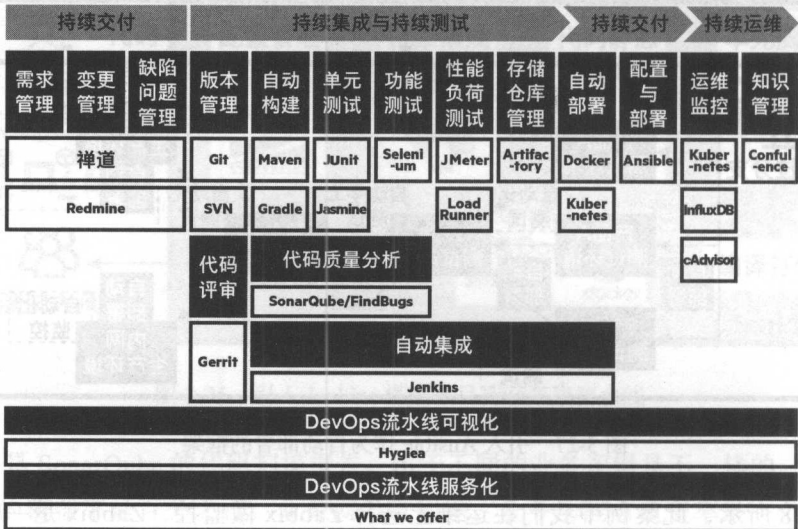 持续交付
持续集成与持续测试
持续交付
持续运维
需求
管理
变更
管理
缺陷
问题
管理
版本
管理
自动
构建
单元
测试
功能
测试
性能
负荷
测试
存储
仓库
管理
自动
部署
配置
与
部署
运维
监控
知识
管理
禅道
Git
Maven
JUnit
Seleni
-um
JMeter
Artifac
-tory
Docker
Ansible
Kuber
-netes
Conful
-ence
Redmine
SVN
Gradle
Jasmine
Load
Runner
Kuber
-netes
InfluxDB
代码
评审
代码质量分析
cAdvisor
SonarQube/FindBugs
Gerrit
自动集成
Jenkins
DevOps流水线可视化
Hygiea
DevOps流水线服务化
What we offer